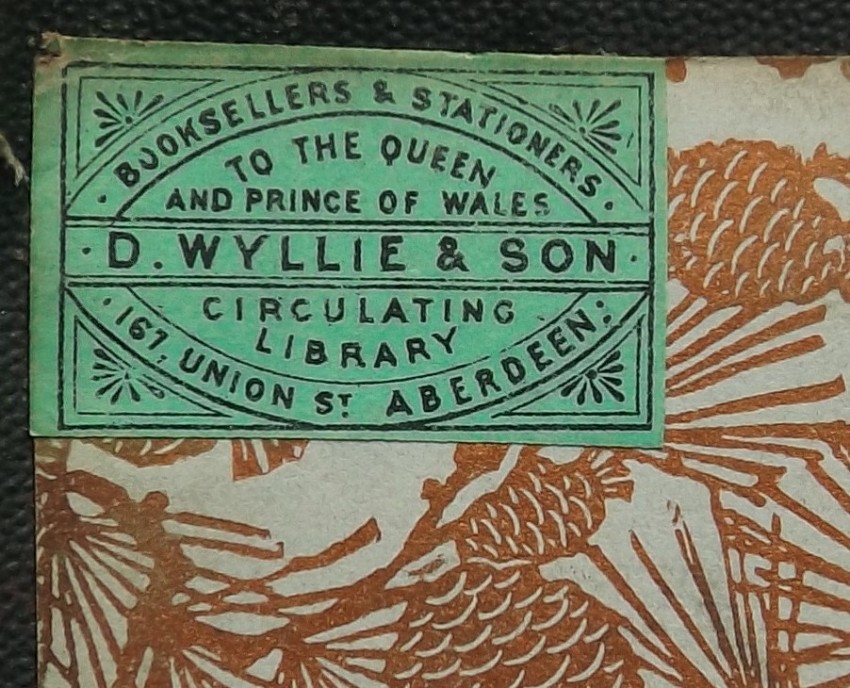 BOOKSELLERS & STATIONERS
TO THE QUEEN
AND PRINCE OF WALES
D. WYLLIE & SON
CIRCULATING
LIBRARY
167, UNION ST. ABERDEEN: